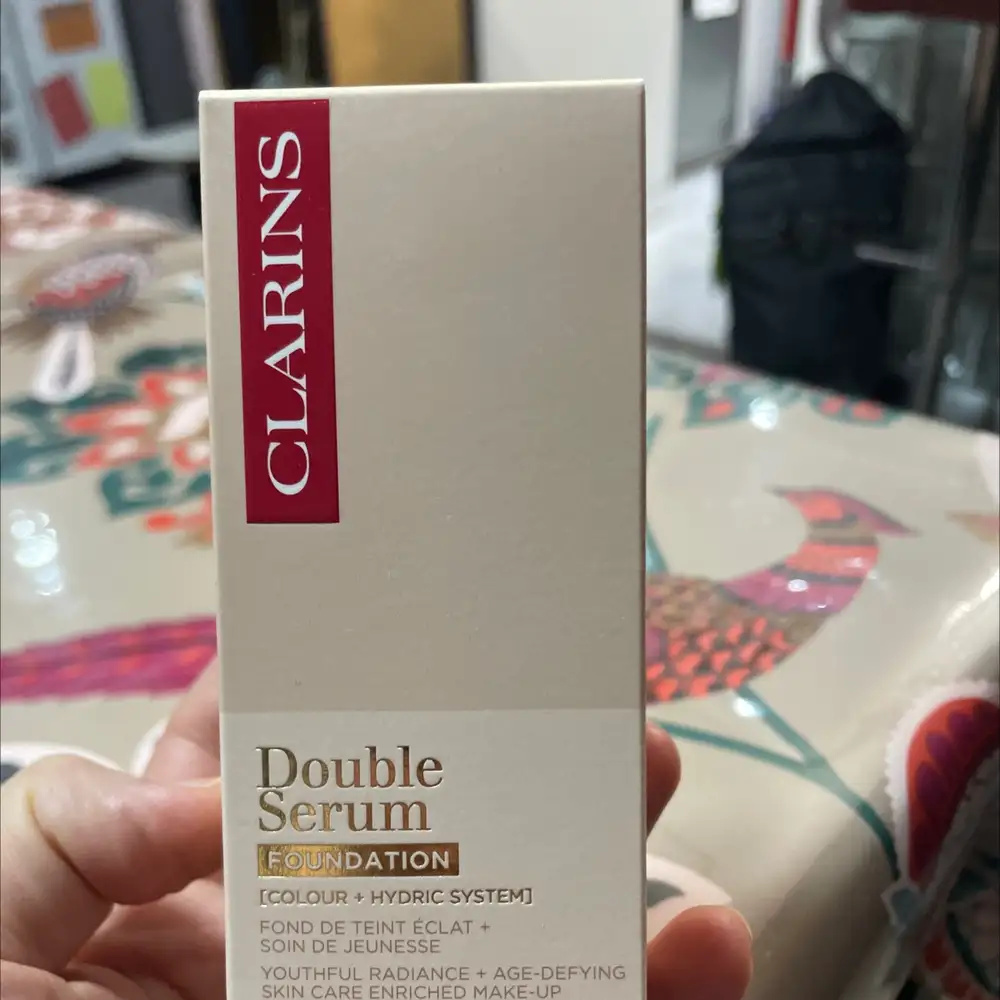 CLARINS
Double
Serum
FOUNDATION
[COLOUR + HYDRIC SYSTEM]
FOND DE TEINT ÉCLAT +
SOIN DE JEUNESSE
YOUTHFUL RADIANCE + AGE-DEFYING
SKIN CARE ENRICHED MAKE-UP